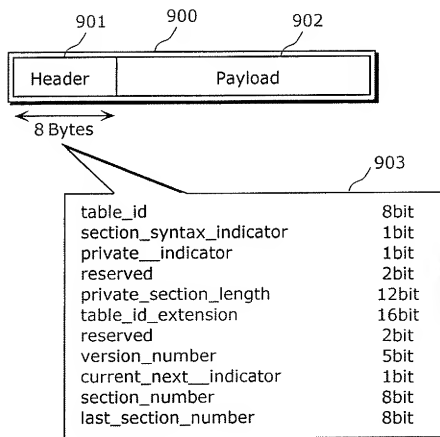 901 900 902
Header Payload
8 Bytes
903
table_id 8bit
section_syntax_indicator 1bit
private__indicator 1bit
reserved 2bit
private_section_length 12bit
table_id_extension 16bit
reserved 2bit
version_number 5bit
current_next__indicator 1bit
section_number 8bit
last_section_number 8bit